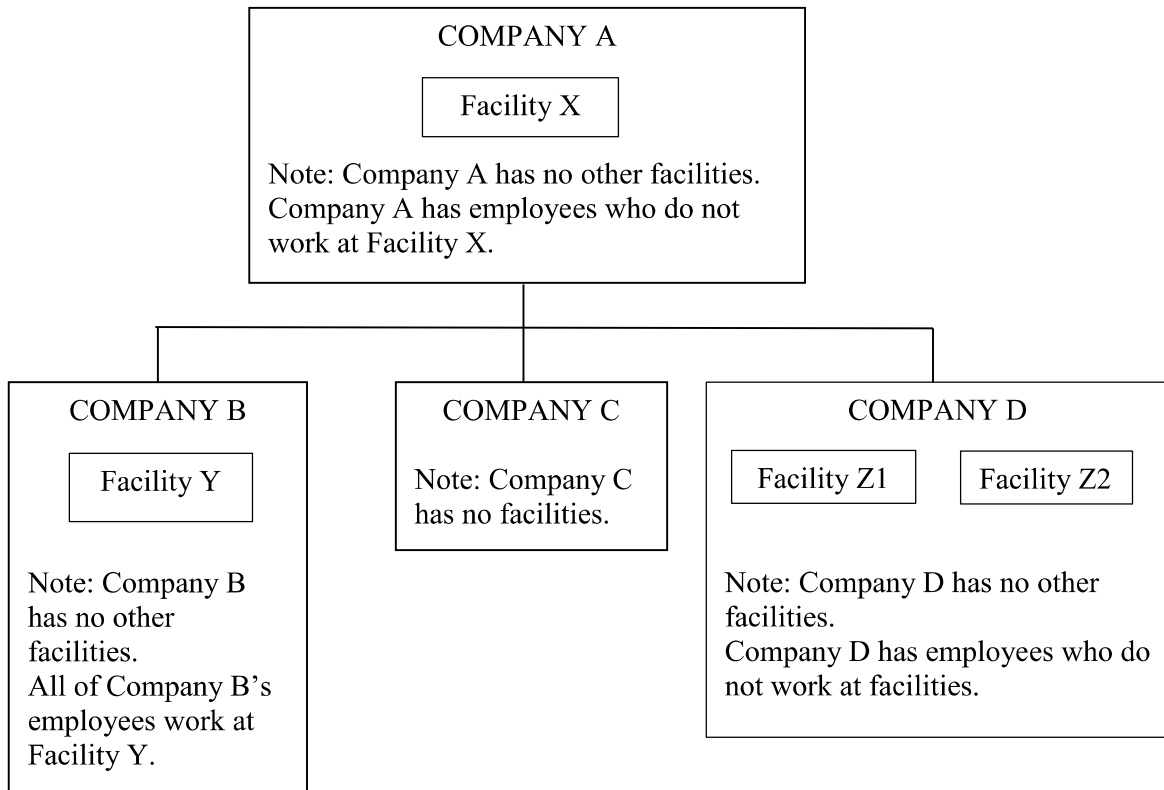 COMPANY A
Facility X
Note: Company A has no other facilities.
Company A has employees who do not
work at Facility X.
COMPANY B
Facility Y
Note: Company B
has no other
facilities.
All of Company B’s
employees work at
Facility Y.
COMPANY C
Note: Company C
has no facilities.
COMPANY D
Facility Z1
Facility Z2
Note: Company D has no other
facilities.
Company D has employees who do
not work at facilities.